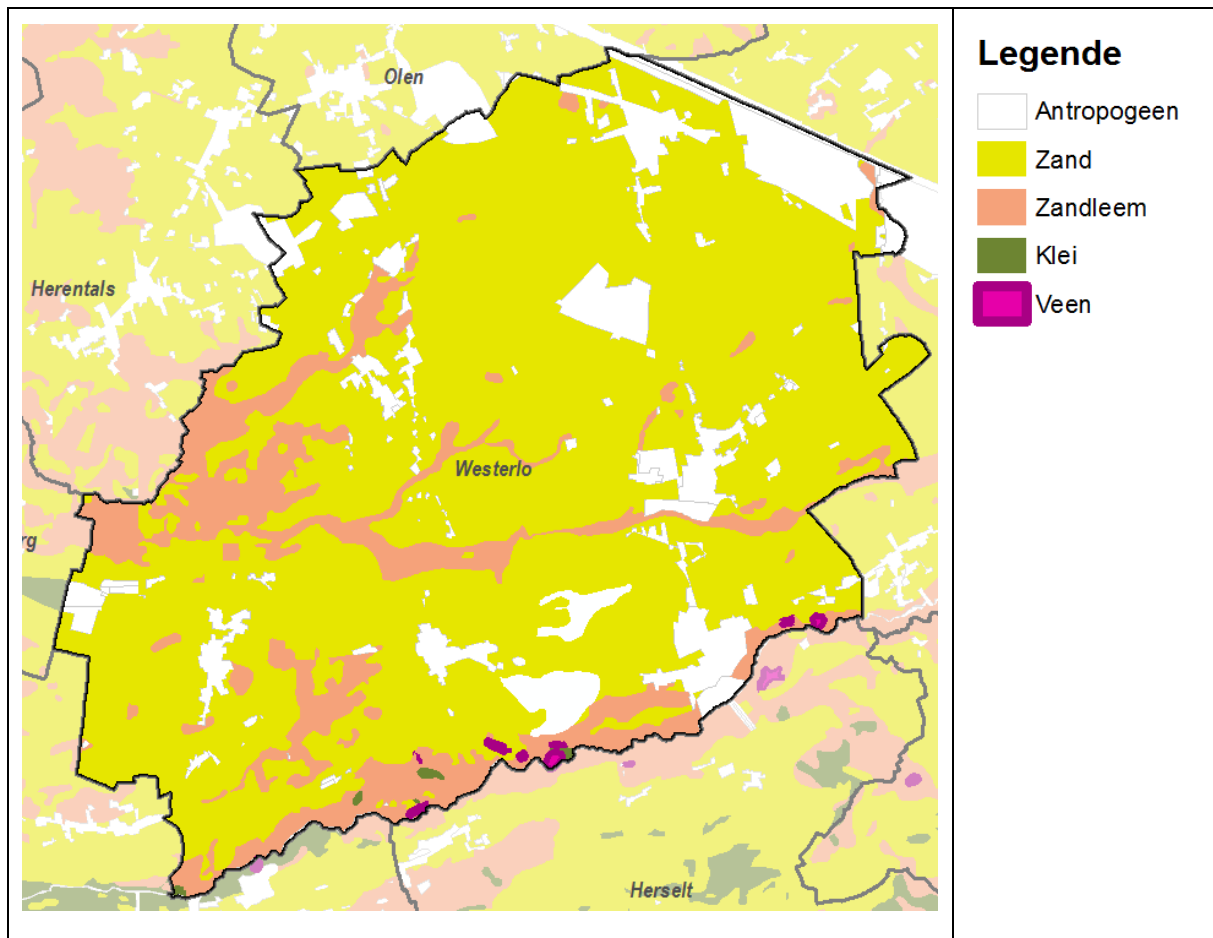 Olen
Herentals
Westerlo
rg
Herselt
Legende
Antropogeen
Zand
Zandleem
Klei
Veen